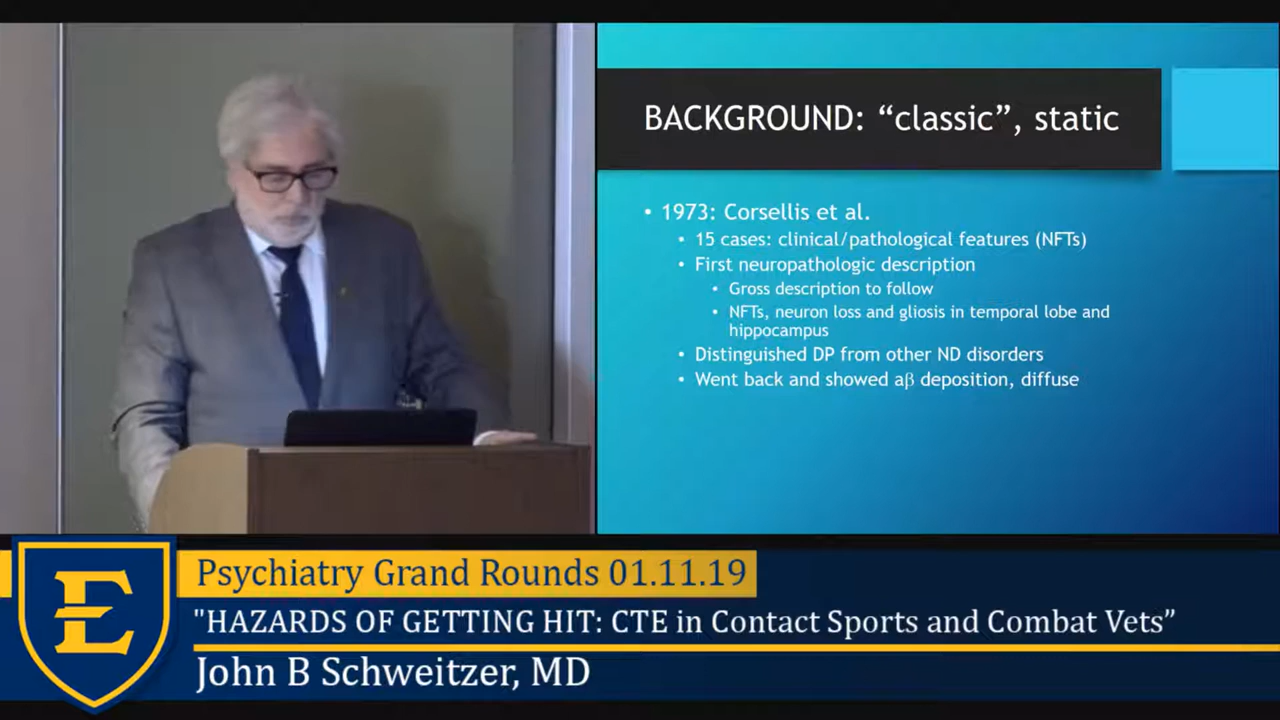 BACKGROUND: “classic”, static
• 1973: Corsellis et al.
• 15 cases: clinical/pathological features (NFTs)
• First neuropathologic description
• Gross description to follow
• NFTs, neuron loss and gliosis in temporal lobe and
hippocampus
• Distinguished DP from other ND disorders
• Went back and showed aβ deposition, diffuse
E
Psychiatry Grand Rounds 01.11.19
"HAZARDS OF GETTING HIT: CTE in Contact Sports and Combat Vets”
John B Schweitzer, MD